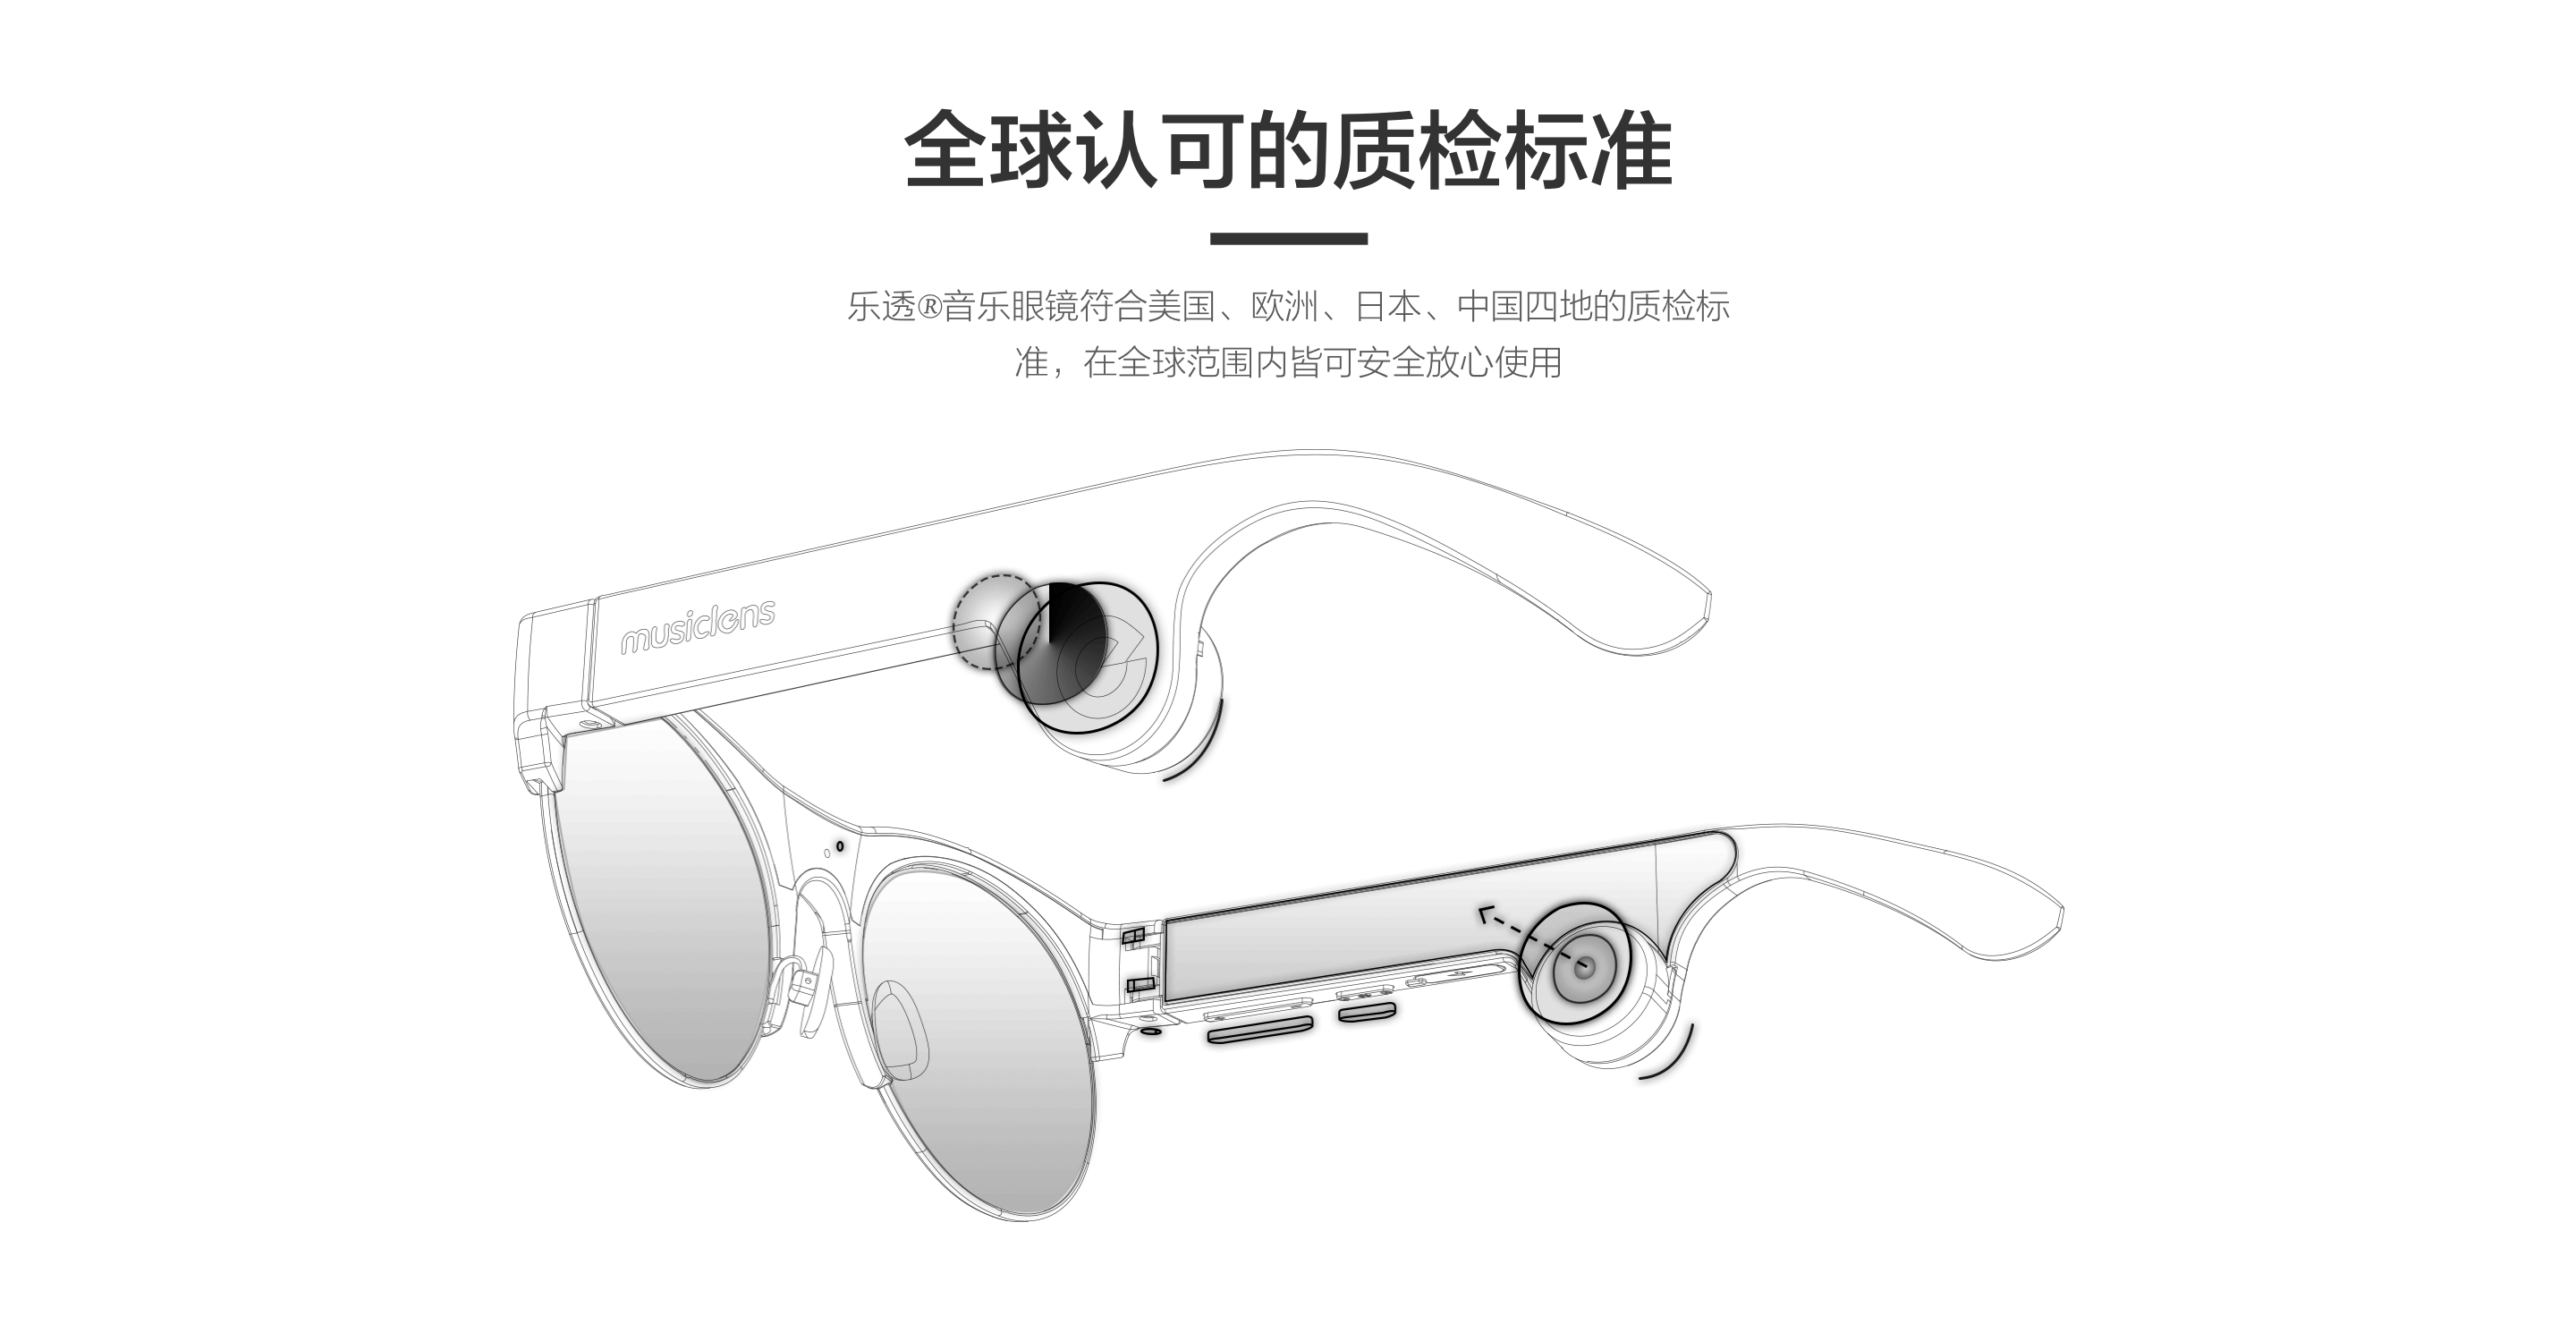 全球认可的质检标准
乐透®音乐眼镜符合美国、欧洲、日本、中国四地的质检标
准，在全球范围内皆可安全放心使用
musiclens